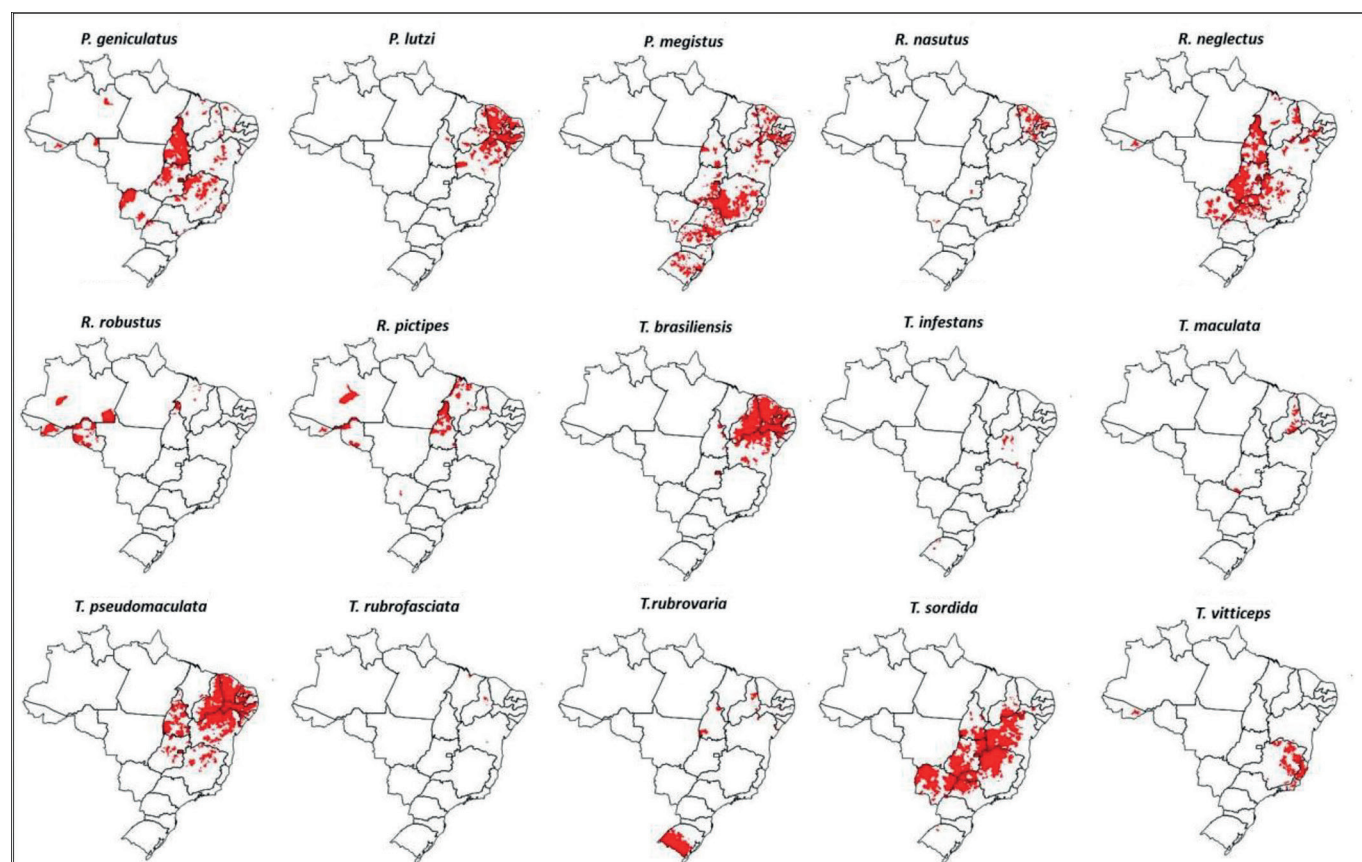 P. geniculatus
P. lutzi
P. megistus
R. nasutus
R. neglectus
R. robustus
R. pictipes
T. brasiliensis
T. infestans
T. maculata
T. pseudomaculata
T. rubrofasciata
T.rubrovaria
T. sordida
T. vitticeps